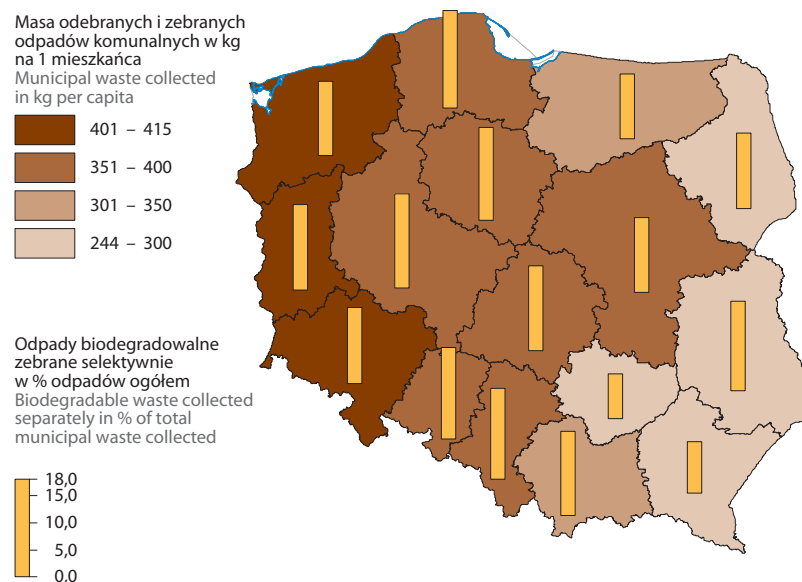 Masa odebranych i zebranych
odpadów komunalnych w kg
na 1 mieszkańca
Municipal waste collected
in kg per capita
401 – 415
351 – 400
301 – 350
244 – 300
Odpady biodegradowalne
zebrane selektywnie
w % odpadów ogółem
Biodegradable waste collected
separately in % of total
municipal waste collected
18,0
15,0
10,0
5,0
0,0